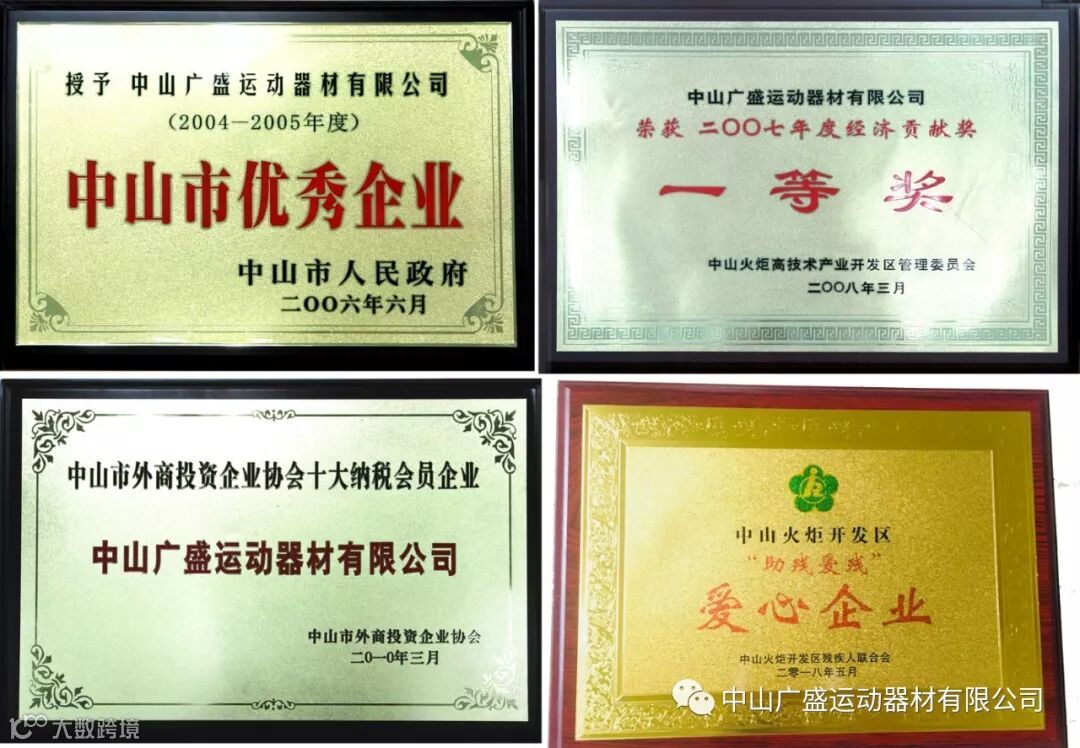 授予 中山广盛运动器材有限公司
（2004—2005年度）
中山市优秀企业
中山市人民政府
二〇〇六年六月
中山广盛运动器材有限公司
荣获 二〇〇七年度经济贡献奖
一等奖
中山火炬高技术产业开发区管理委员会
二〇〇八年三月
中山市外商投资企业协会十大纳税会员企业
中山广盛运动器材有限公司
中山市外商投资企业协会
二〇一〇年三月
中山火炬开发区
“助残爱残”
爱心企业
中山火炬开发区残疾人联合会
二零一八年五月
中山广盛运动器材有限公司
大数跨境